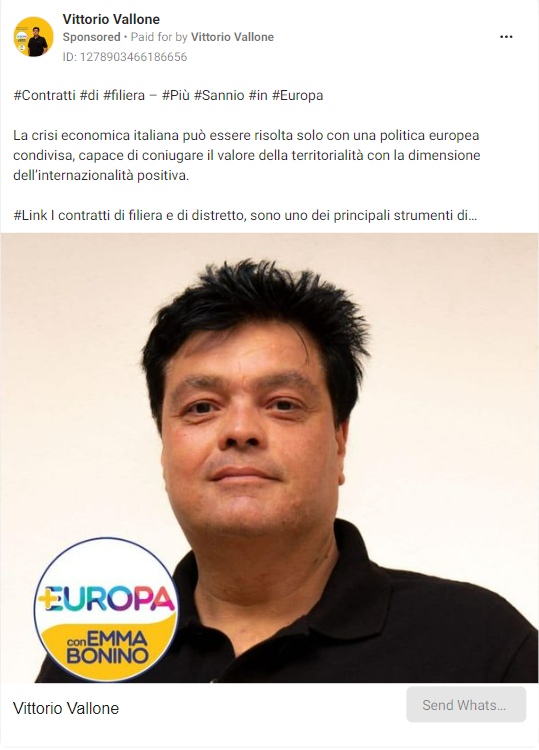 Vittorio Vallone
Sponsored • Paid for by Vittorio Vallone
ID: 1278903466186656
#Contratti #di #filiera – #Più #Sannio #in #Europa
La crisi economica italiana può essere risolta solo con una politica europea
condivisa, capace di coniugare il valore della territorialità con la dimensione
dell'internazionalità positiva.
#Link I contratti di filiera e di distretto, sono uno dei principali strumenti di...
+EUROPA
con EMMA
BONINO
Vittorio Vallone
Send Whats...